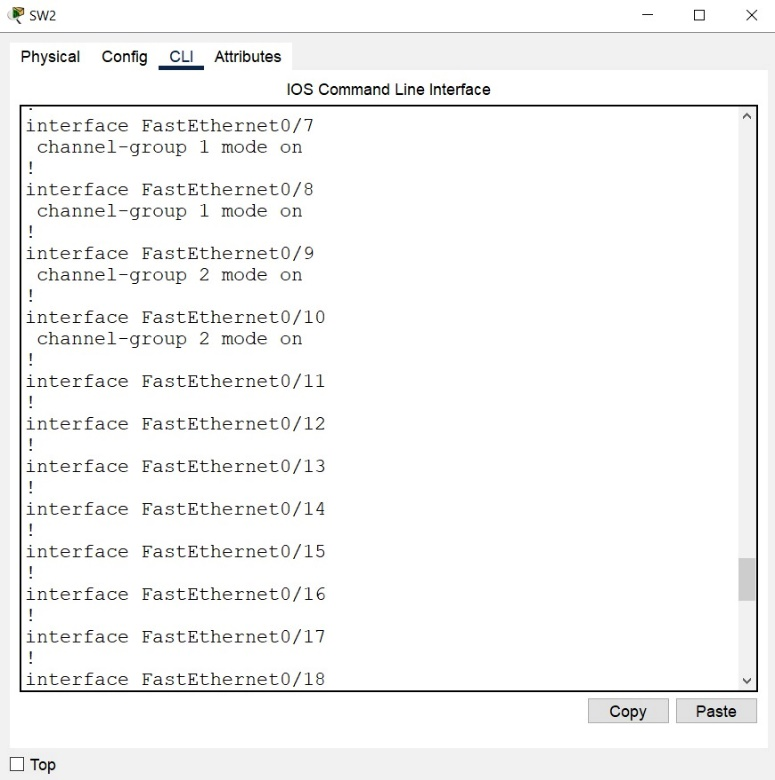 SW2
Physical Config CLI Attributes
IOS Command Line Interface
!
interface FastEthernet0/7
 channel-group 1 mode on
!
interface FastEthernet0/8
 channel-group 1 mode on
!
interface FastEthernet0/9
 channel-group 2 mode on
!
interface FastEthernet0/10
 channel-group 2 mode on
!
interface FastEthernet0/11
!
interface FastEthernet0/12
!
interface FastEthernet0/13
!
interface FastEthernet0/14
!
interface FastEthernet0/15
!
interface FastEthernet0/16
!
interface FastEthernet0/17
!
interface FastEthernet0/18
Copy Paste
Top